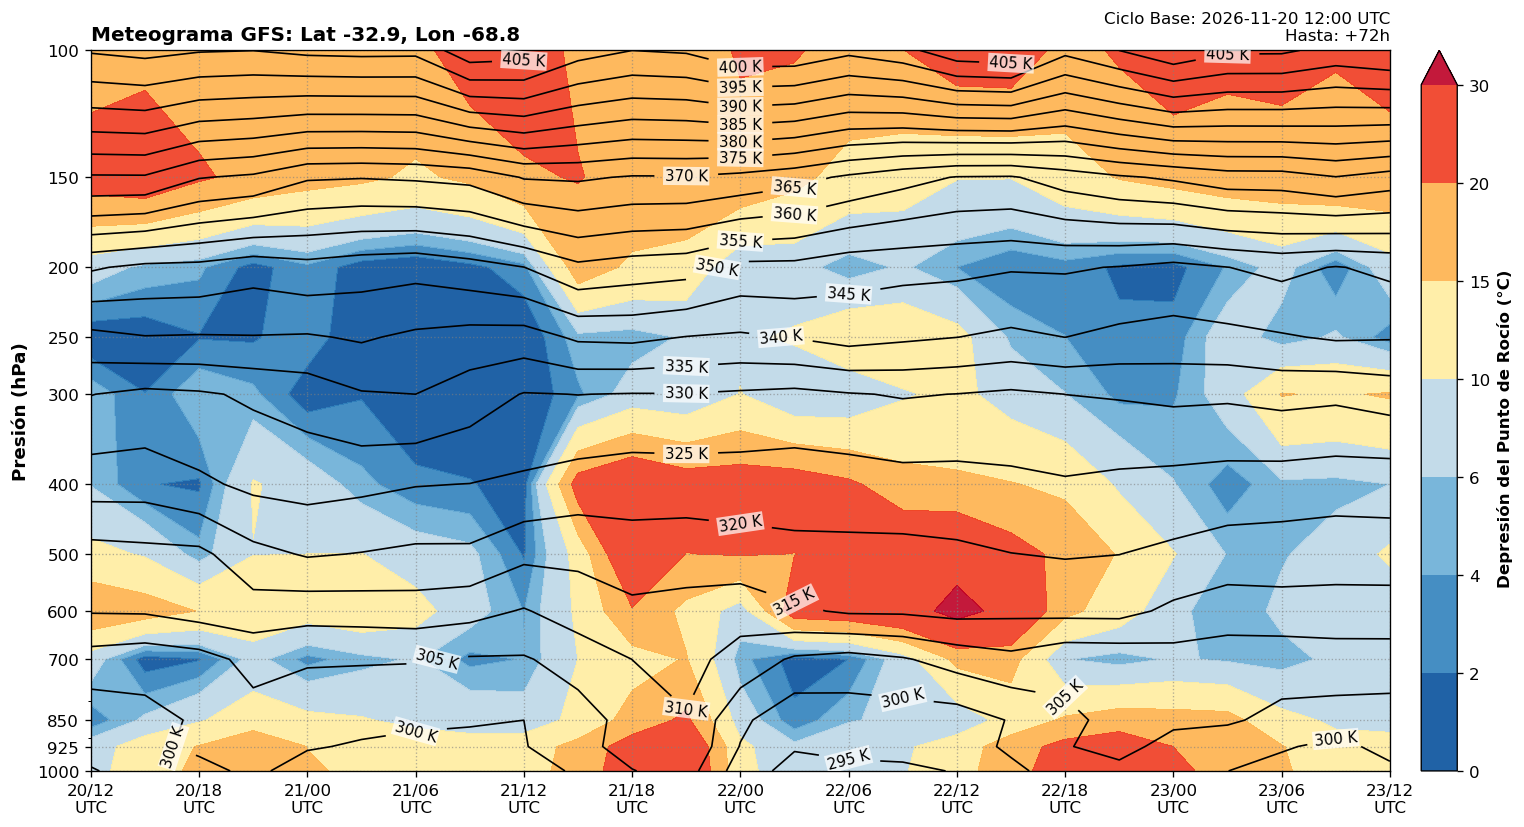 Ciclo Base: 2026-11-20 12:00 UTC
Meteograma GFS: Lat -32.9, Lon -68.8
Hasta: +72h
Presión (hPa)
100
150
200
250
300
400
500
600
700
850
925
1000
405 K
405 K
405 K
400 K
395 K
390 K
385 K
380 K
375 K
370 K
365 K
360 K
355 K
350 K
345 K
340 K
335 K
330 K
325 K
320 K
315 K
305 K
310 K
300 K
305 K
300 K
300 K
300 K
295 K
20/12
UTC
20/18
UTC
21/00
UTC
21/06
UTC
21/12
UTC
21/18
UTC
22/00
UTC
22/06
UTC
22/12
UTC
22/18
UTC
23/00
UTC
23/06
UTC
23/12
UTC
30
20
15
10
6
4
2
0
Depresión del Punto de Rocío (°C)